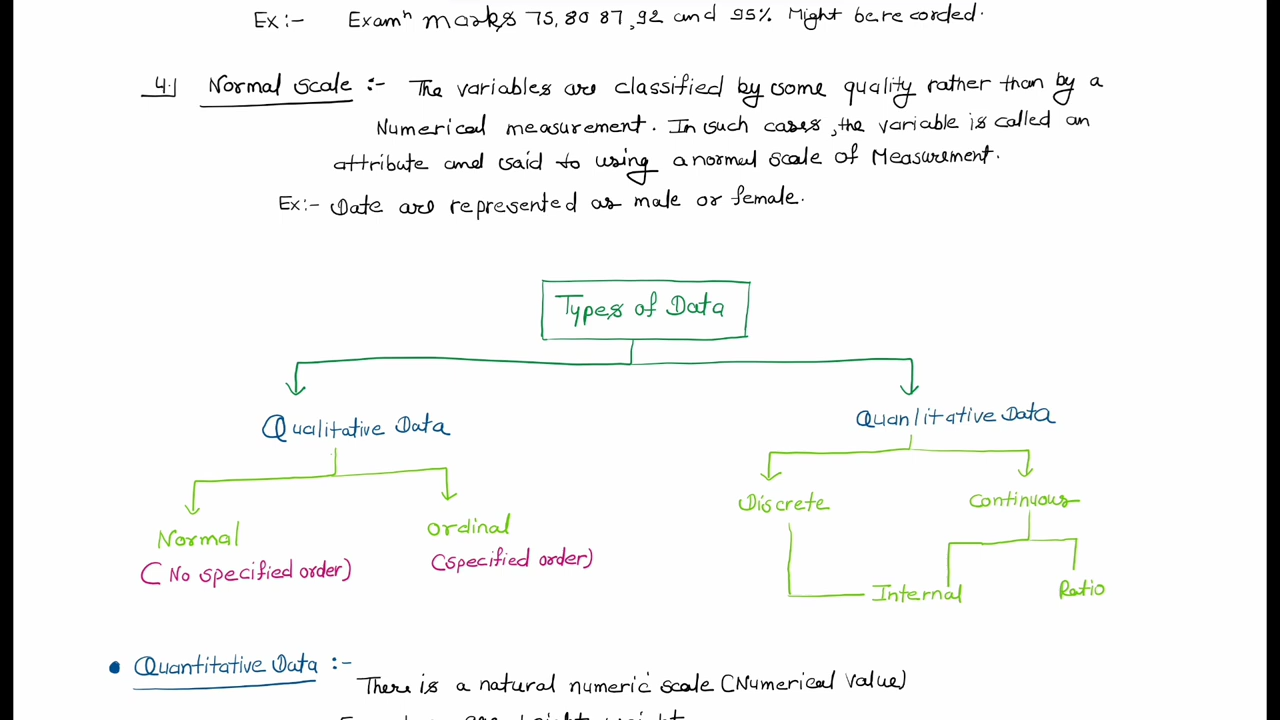 Ex:- Examⁿ marks 75, 80 87, 92 and 95% Might be re corded.
4.| Normal scale :- The variables are classified by some quality rather than by a
Numerical measurement. In such cases, the variable is called an
attribute and said to using a normal scale of Measurement.
Ex:- Date are represented as male or female.
Types of Data
Qualitative Data
Quanlitative Data
Normal
(No specified order)
ordinal
(specified order)
Discrete
Continuous
Internal
Ratio
• Quantitative Data :-
There is a natural numeric scale (Numerical value)